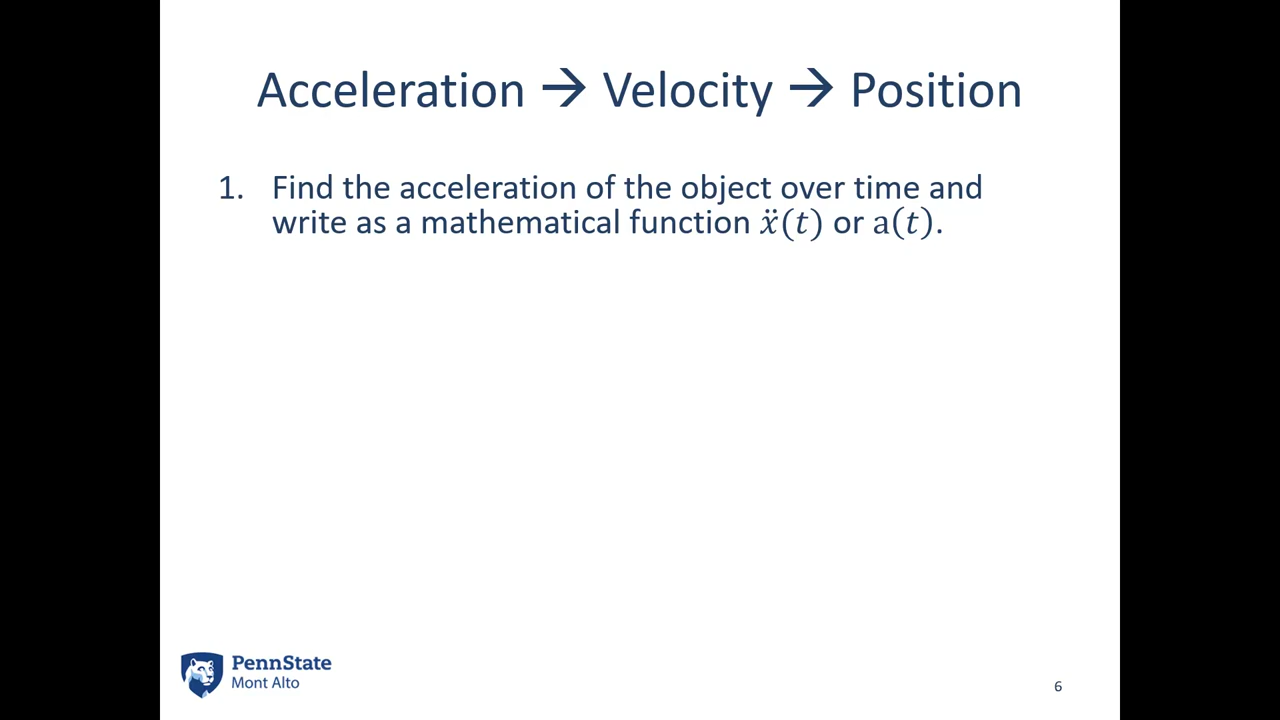 Acceleration → Velocity → Position
1. Find the acceleration of the object over time and
write as a mathematical function ẍ(t) or a(t).
PennState
Mont Alto
6